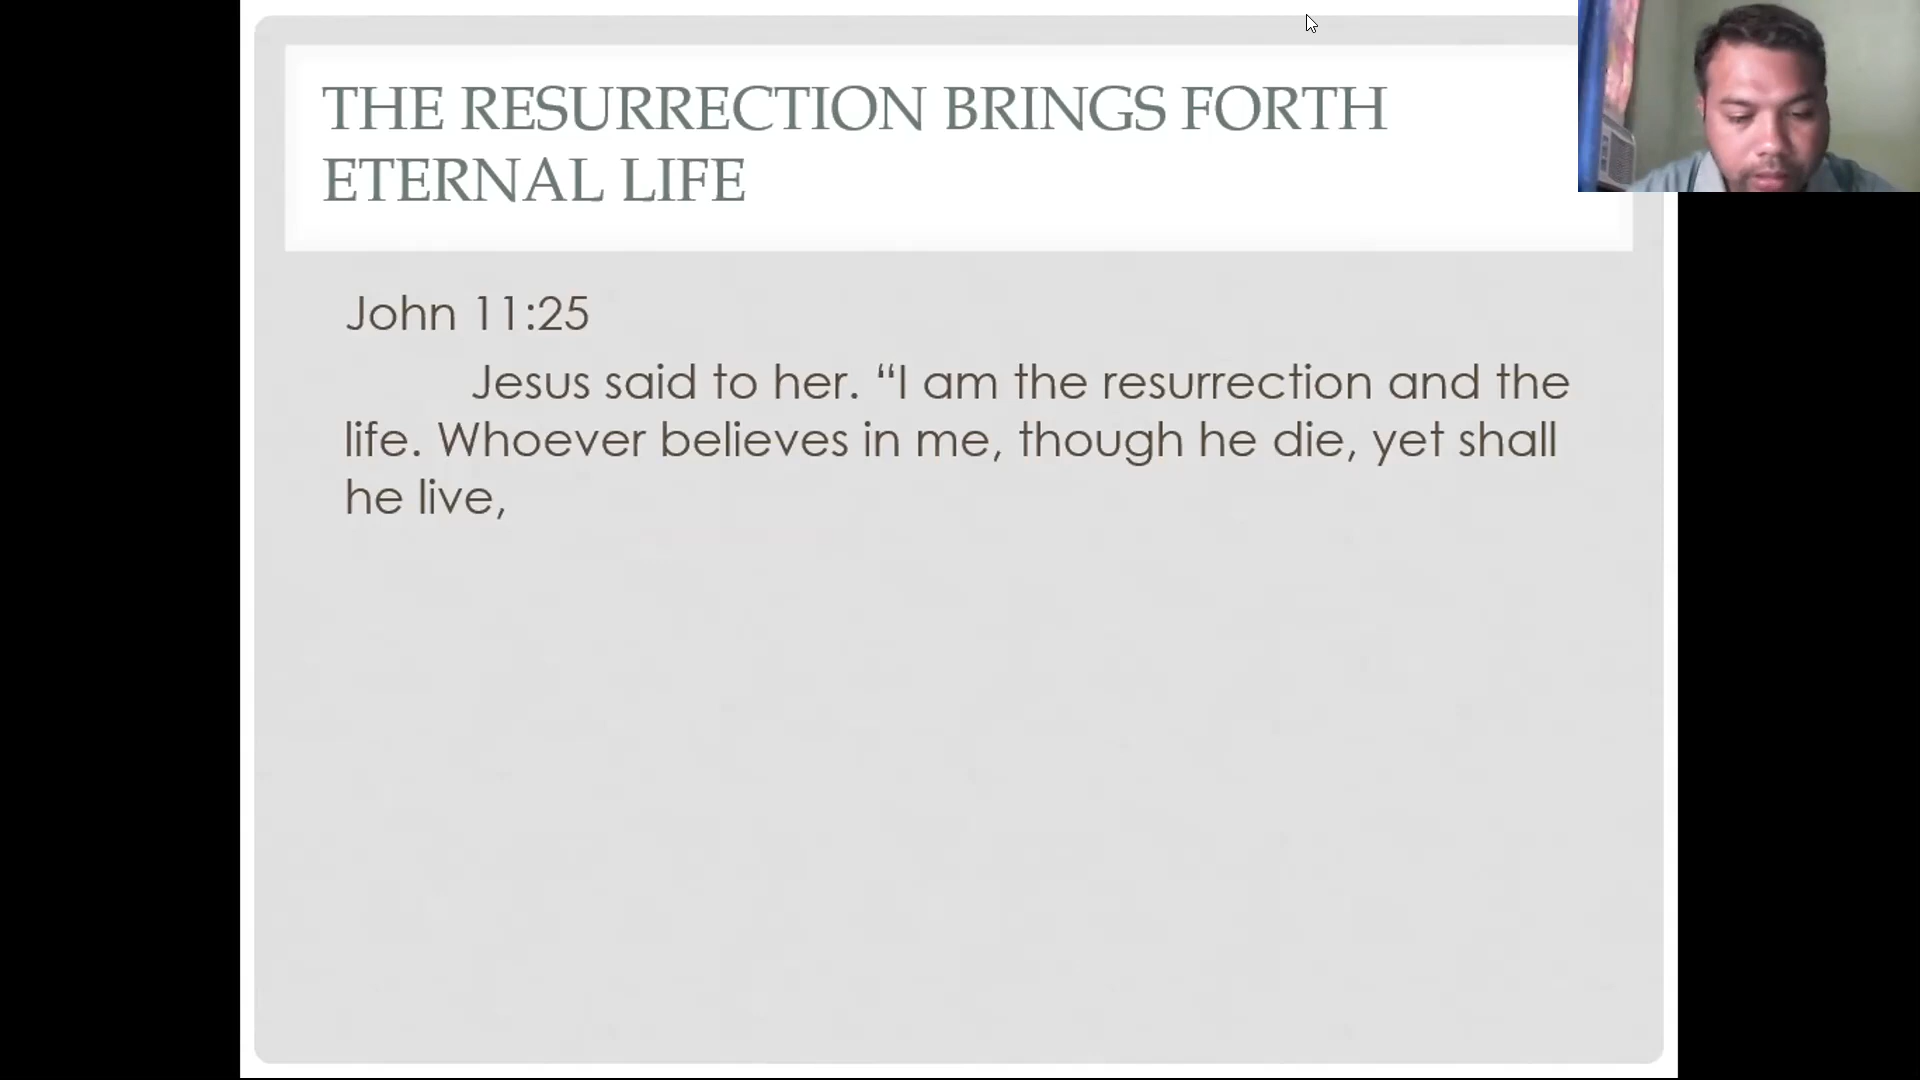 THE RESURRECTION BRINGS FORTH
ETERNAL LIFE
John 11:25
Jesus said to her. “I am the resurrection and the
life. Whoever believes in me, though he die, yet shall
he live,